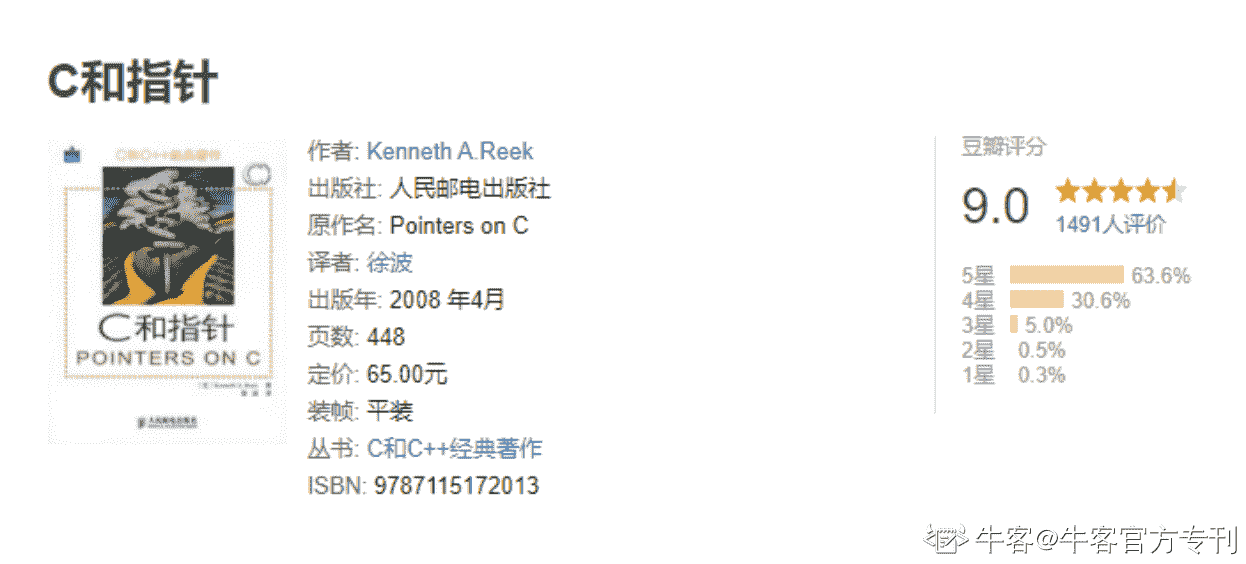 C和指针
C和C++经典著作
C和指针
POINTERS ON C
人民邮电出版社
作者: Kenneth A.Reek
出版社: 人民邮电出版社
原作名: Pointers on C
译者: 徐波
出版年: 2008 年4月
页数: 448
定价: 65.00元
装帧: 平装
丛书: C和C++经典著作
ISBN: 9787115172013
豆瓣评分
9.0
1491人评价
5星 63.6%
4星 30.6%
3星 5.0%
2星 0.5%
1星 0.3%
牛客@牛客官方专刊